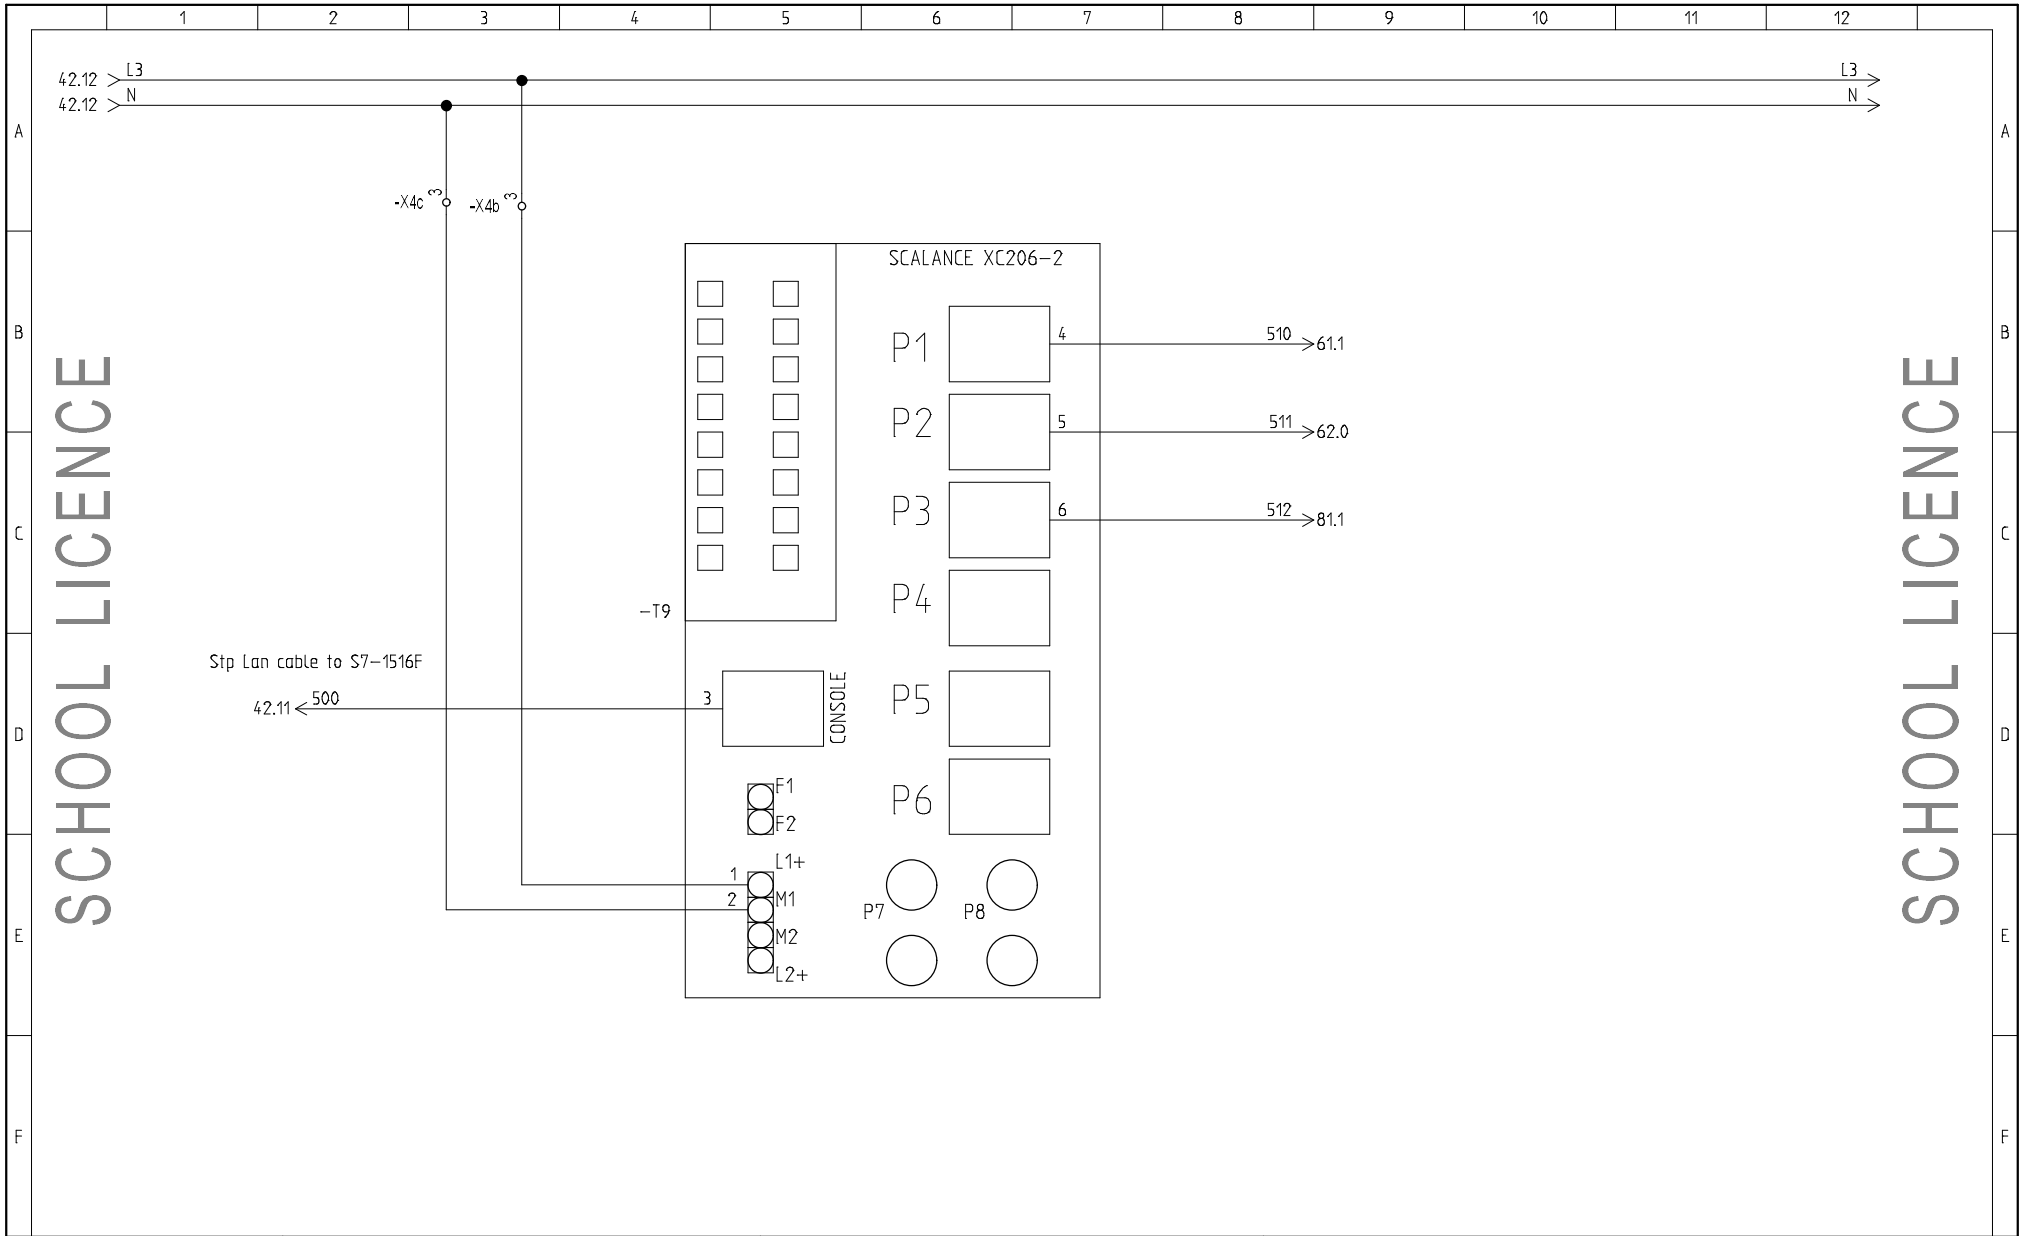 1 2 3 4 5 6 7 8 9 10 11 12
42.12 L3 L3
42.12 N N
A A
-X4c 3 -X4b 3
SCALANCE XC206-2
B B
P1 4 510 61.1
P2 5 511 62.0
P3 6 512 81.1
C C
P4
-T9
Stp Lan cable to S7-1516F
42.11 500 3 CONSOLE P5
D D
F1
F2 P6
L1+
1
2 M1 P7 P8
M2
L2+
E E
F F
SCHOOL LICENCE
SCHOOL LICENCE